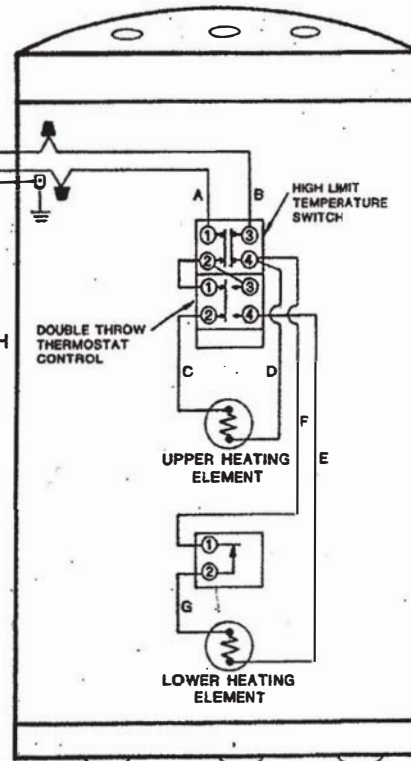 A B
HIGH LIMIT
TEMPERATURE
SWITCH
1 3
2 4
1 3
2 4
DOUBLE THROW
THERMOSTAT
CONTROL
C D
F
E
UPPER HEATING
ELEMENT
1
2
G
LOWER HEATING
ELEMENT